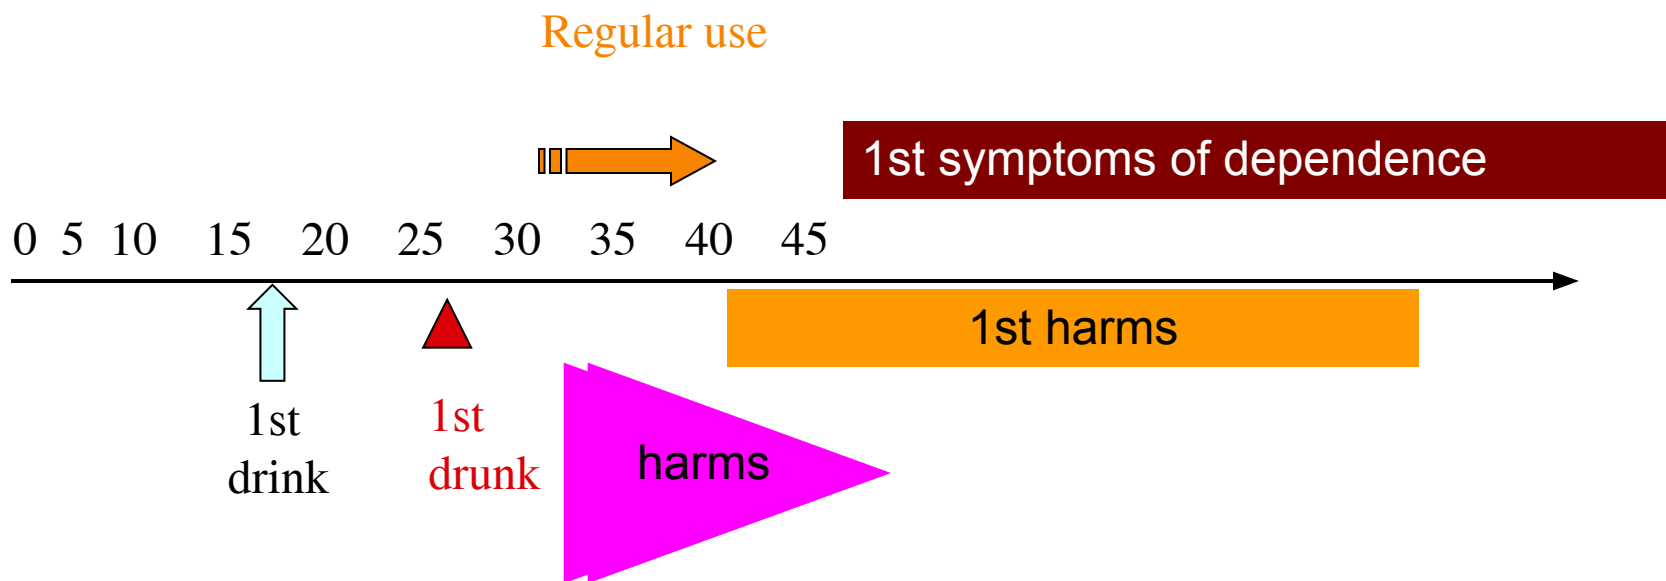 Regular use
1st symptoms of dependence
0 5 10 15 20 25 30 35 40 45
1st harms
1st
drink
1st
drunk
harms